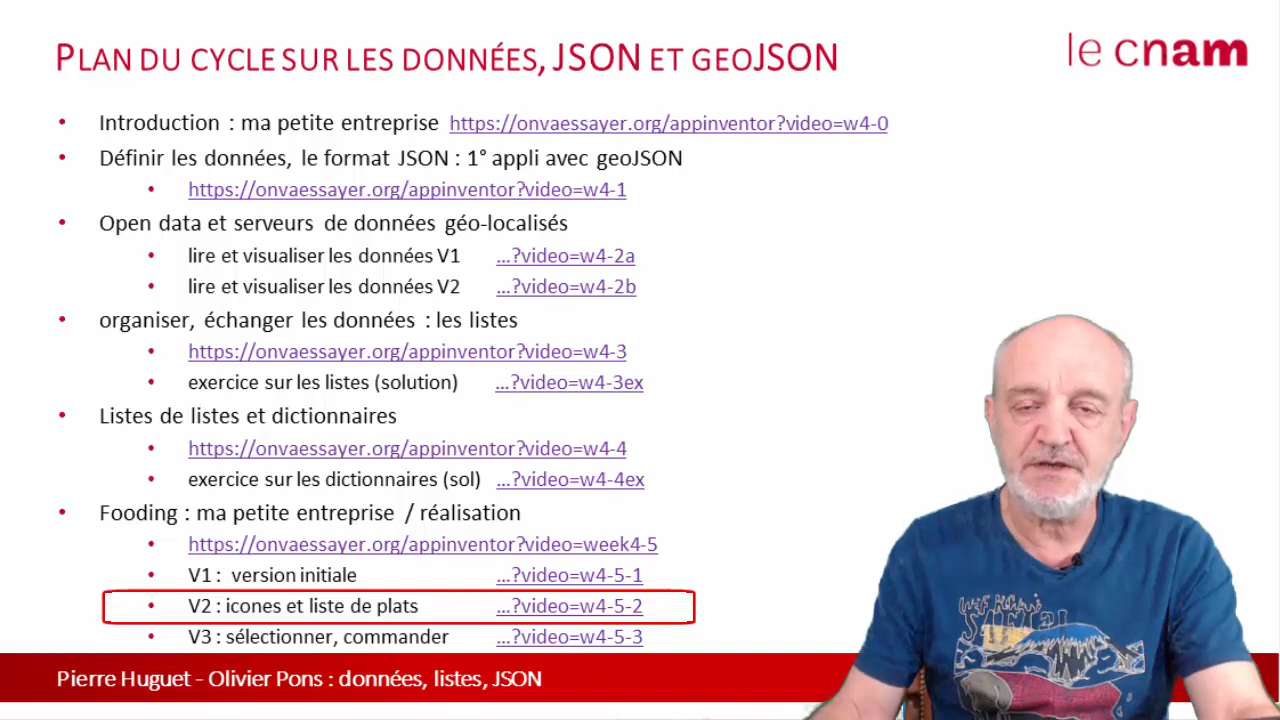 PLAN DU CYCLE SUR LES DONNÉES, JSON ET GEOJSON
le cnam
Introduction : ma petite entreprise https://onvaessayer.org/appinventor?video=w4-0
Définir les données, le format JSON : 1° appli avec geoJSON
https://onvaessayer.org/appinventor?video=w4-1
Open data et serveurs de données géo-localisés
lire et visualiser les données V1 ...?video=w4-2a
lire et visualiser les données V2 ...?video=w4-2b
organiser, échanger les données : les listes
https://onvaessayer.org/appinventor?video=w4-3
exercice sur les listes (solution) ...?video=w4-3ex
Listes de listes et dictionnaires
https://onvaessayer.org/appinventor?video=w4-4
exercice sur les dictionnaires (sol) ...?video=w4-4ex
Fooding : ma petite entreprise / réalisation
https://onvaessayer.org/appinventor?video=week4-5
V1 : version initiale ...?video=w4-5-1
V2 : icones et liste de plats ...?video=w4-5-2
V3 : sélectionner, commander ...?video=w4-5-3
Pierre Huguet - Olivier Pons : données, listes, JSON